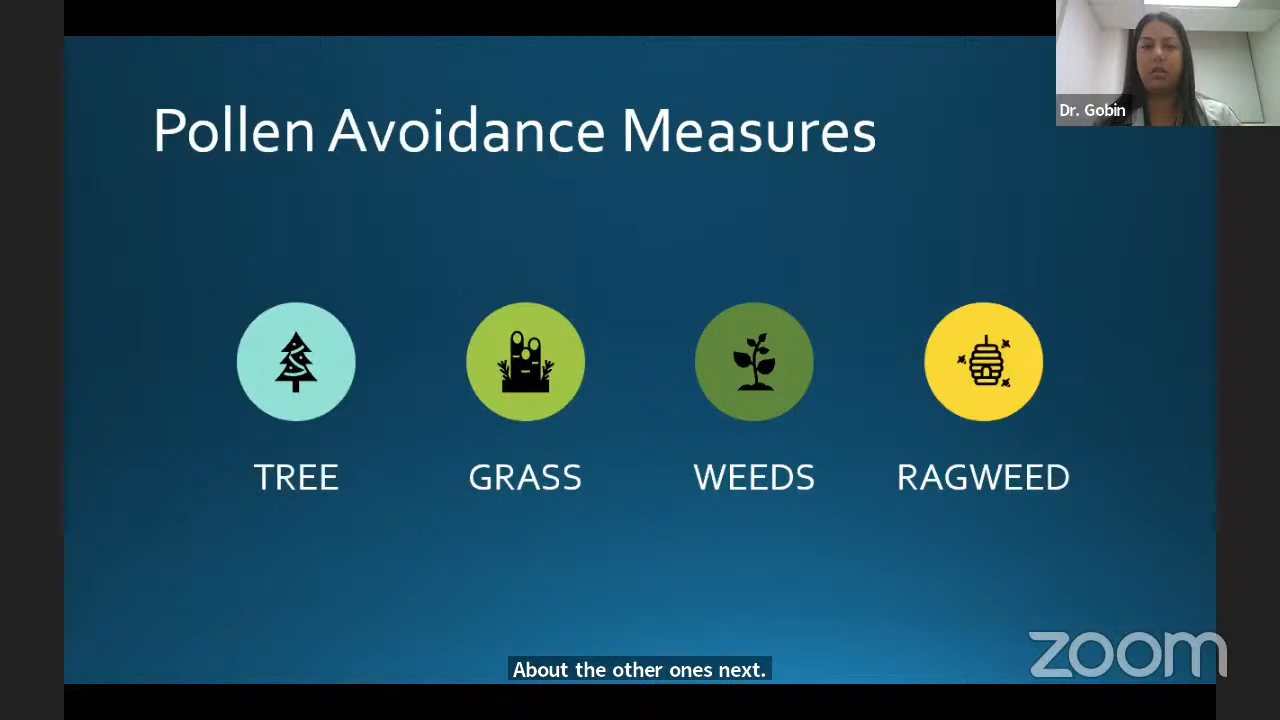 Pollen Avoidance Measures
Dr. Gobin
TREE
GRASS
WEEDS
RAGWEED
About the other ones next.
zoom